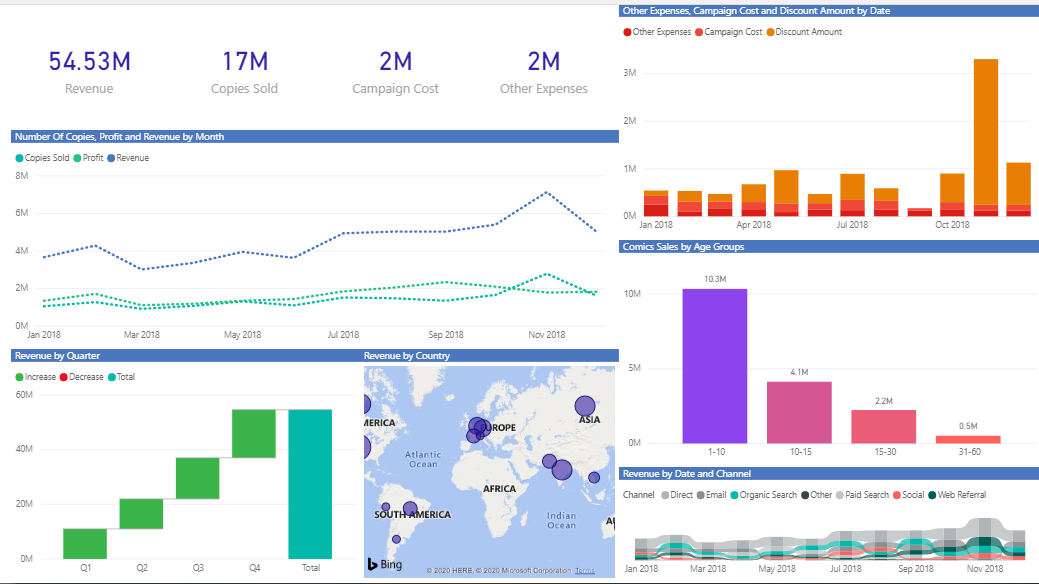 54.53M
Revenue
17M
Copies Sold
2M
Campaign Cost
2M
Other Expenses
Number Of Copies, Profit and Revenue by Month
Copies Sold Profit Revenue
8M
6M
4M
2M
0M
Jan 2018 Mar 2018 May 2018 Jul 2018 Sep 2018 Nov 2018
Revenue by Quarter
Increase Decrease Total
60M
40M
20M
0M
Q1 Q2 Q3 Q4 Total
Revenue by Country
MERICA
UROPE
ASIA
Atlantic
Ocean
AFRICA
SOUTH AMERICA
Indian
Ocean
AU
Bing
© 2020 HERE, © 2020 Microsoft Corporation Terms
Other Expenses, Campaign Cost and Discount Amount by Date
Other Expenses Campaign Cost Discount Amount
3M
2M
1M
0M
Jan 2018 Apr 2018 Jul 2018 Oct 2018
Comics Sales by Age Groups
10M
5M
0M
10.3M
4.1M
2.2M
0.5M
1-10 10-15 15-30 31-60
Revenue by Date and Channel
Channel Direct Email Organic Search Other Paid Search Social Web Referral
Jan 2018 Mar 2018 May 2018 Jul 2018 Sep 2018 Nov 2018